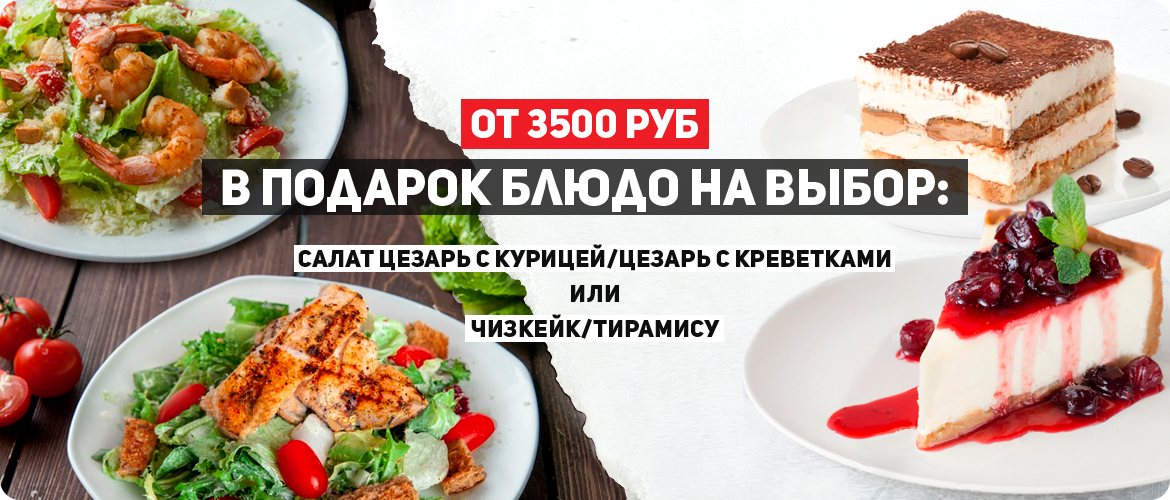 ОТ 3500 РУБ
В ПОДАРОК БЛЮДО НА ВЫБОР:
САЛАТ ЦЕЗАРЬ С КУРИЦЕЙ/ЦЕЗАРЬ С КРЕВЕТКАМИ
ИЛИ
ЧИЗКЕЙК/ТИРАМИСУ